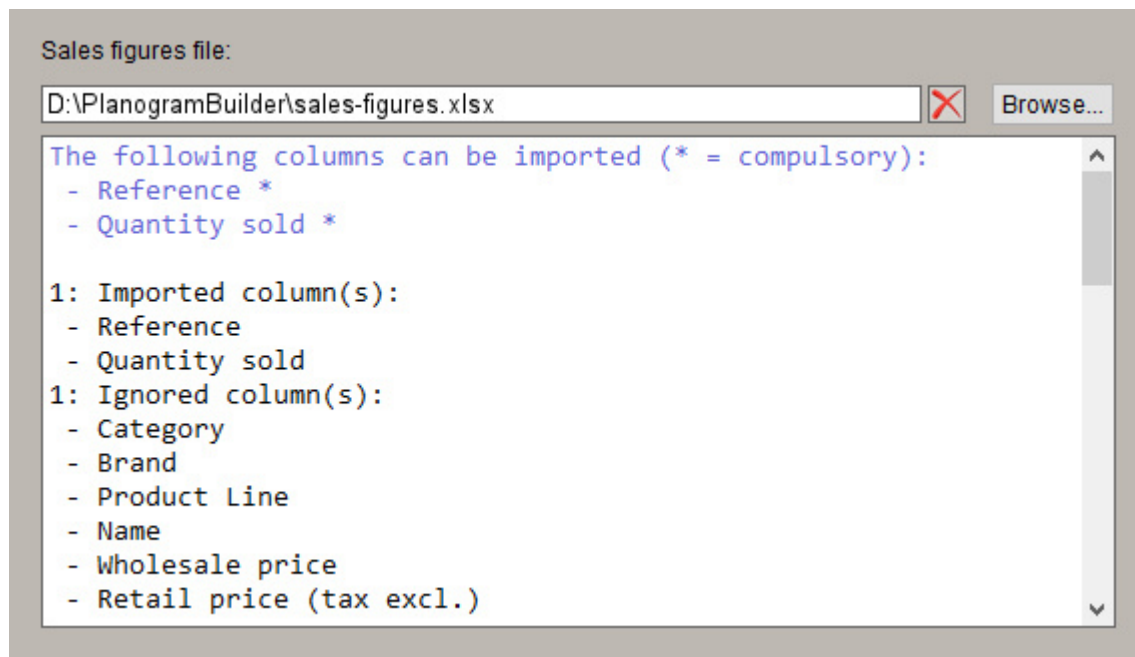 Sales figures file:
D:\PlanogramBuilder\sales-figures.xlsx
Browse...
The following columns can be imported (* = compulsory):
- Reference *
- Quantity sold *
1: Imported column(s):
- Reference
- Quantity sold
1: Ignored column(s):
- Category
- Brand
- Product Line
- Name
- Wholesale price
- Retail price (tax excl.)